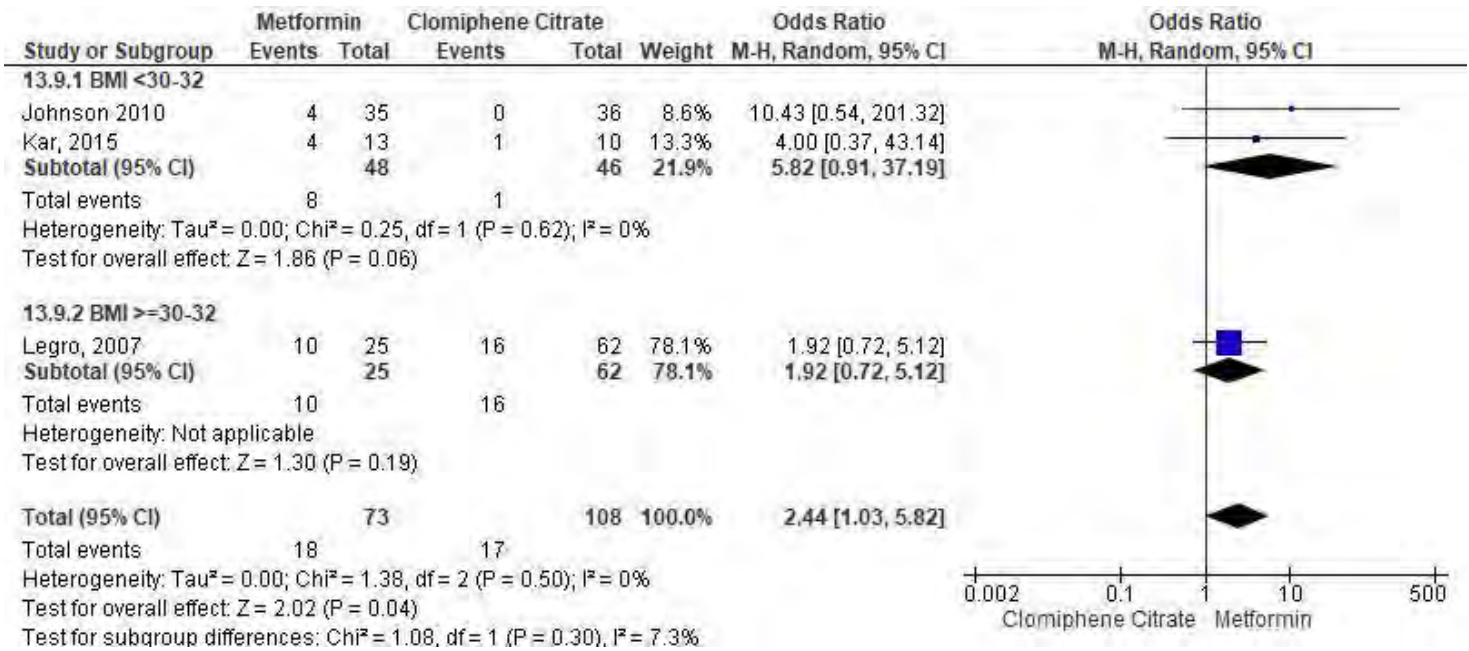 Metformin Clomiphene Citrate Odds Ratio Odds Ratio
Study or Subgroup Events Total Events Total Weight M-H, Random, 95% CI M-H, Random, 95% CI
13.9.1 BMI <30-32
Johnson 2010 4 35 0 36 8.6% 10.43 [0.54, 201.32]
Kar, 2015 4 13 1 10 13.3% 4.00 [0.37, 43.14]
Subtotal (95% CI) 48 46 21.9% 5.82 [0.91, 37.19]
Total events 8 1
Heterogeneity: Tau² = 0.00; Chi² = 0.25, df = 1 (P = 0.62); I² = 0%
Test for overall effect: Z = 1.86 (P = 0.06)
13.9.2 BMI >=30-32
Legro, 2007 10 25 16 62 78.1% 1.92 [0.72, 5.12]
Subtotal (95% CI) 25 62 78.1% 1.92 [0.72, 5.12]
Total events 10 16
Heterogeneity: Not applicable
Test for overall effect: Z = 1.30 (P = 0.19)
Total (95% CI) 73 108 100.0% 2.44 [1.03, 5.82]
Total events 18 17
Heterogeneity: Tau² = 0.00; Chi² = 1.38, df = 2 (P = 0.50); I² = 0%
Test for overall effect: Z = 2.02 (P = 0.04)
Test for subgroup differences: Chi² = 1.08, df = 1 (P = 0.30), I² = 7.3%
0.002 0.1 1 10 500
Clomiphene Citrate Metformin